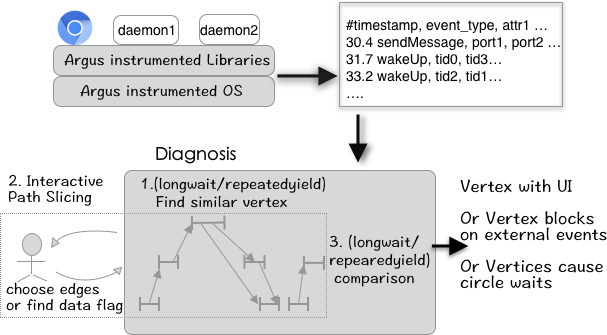 daemon1
daemon2
Argus instrumented Libraries
Argus instrumented OS
#timestamp, event_type, attr1 ...
30.4 sendMessage, port1, port2 ...
31.7 wakeUp, tid0, tid3...
33.2 wakeUp, tid2, tid1...
....
Diagnosis
2. Interactive
Path Slicing
choose edges
or find data flag
1.(longwait/repeatedyield)
Find similar vertex
3. (longwait/
repearedyield)
comparison
Vertex with UI
Or Vertex blocks
on external events
Or Vertices cause
circle waits